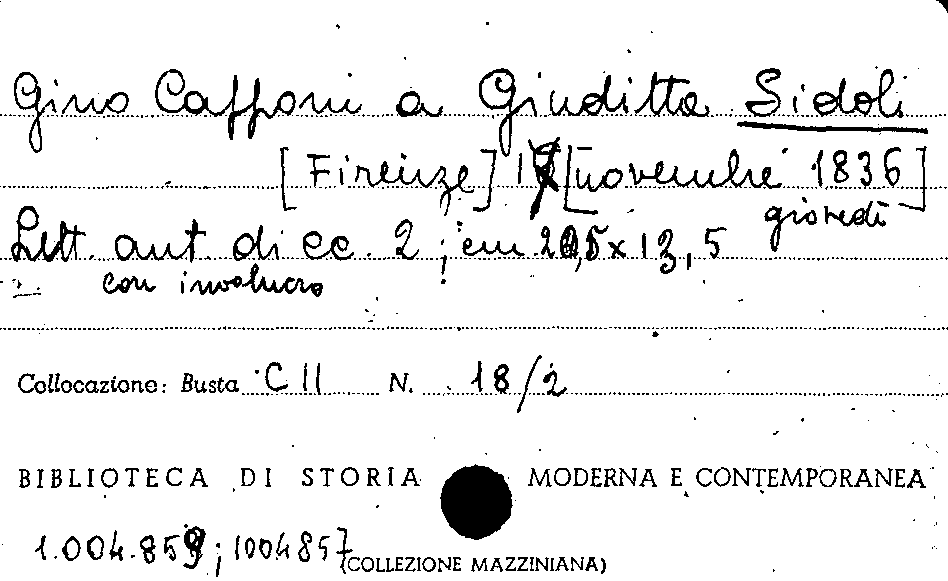 Gino Capponi a Giuditta Sidoli
[Firenze] 17 [novembre 1836]
giovedì
Lett. aut. di cc. 2 ; cm. 20,5 x 13,5
con involucro
Collocazione: Busta C II N. 18/2
BIBLIOTECA DI STORIA MODERNA E CONTEMPORANEA
1.004.859 ; 1004857
(COLLEZIONE MAZZINIANA)